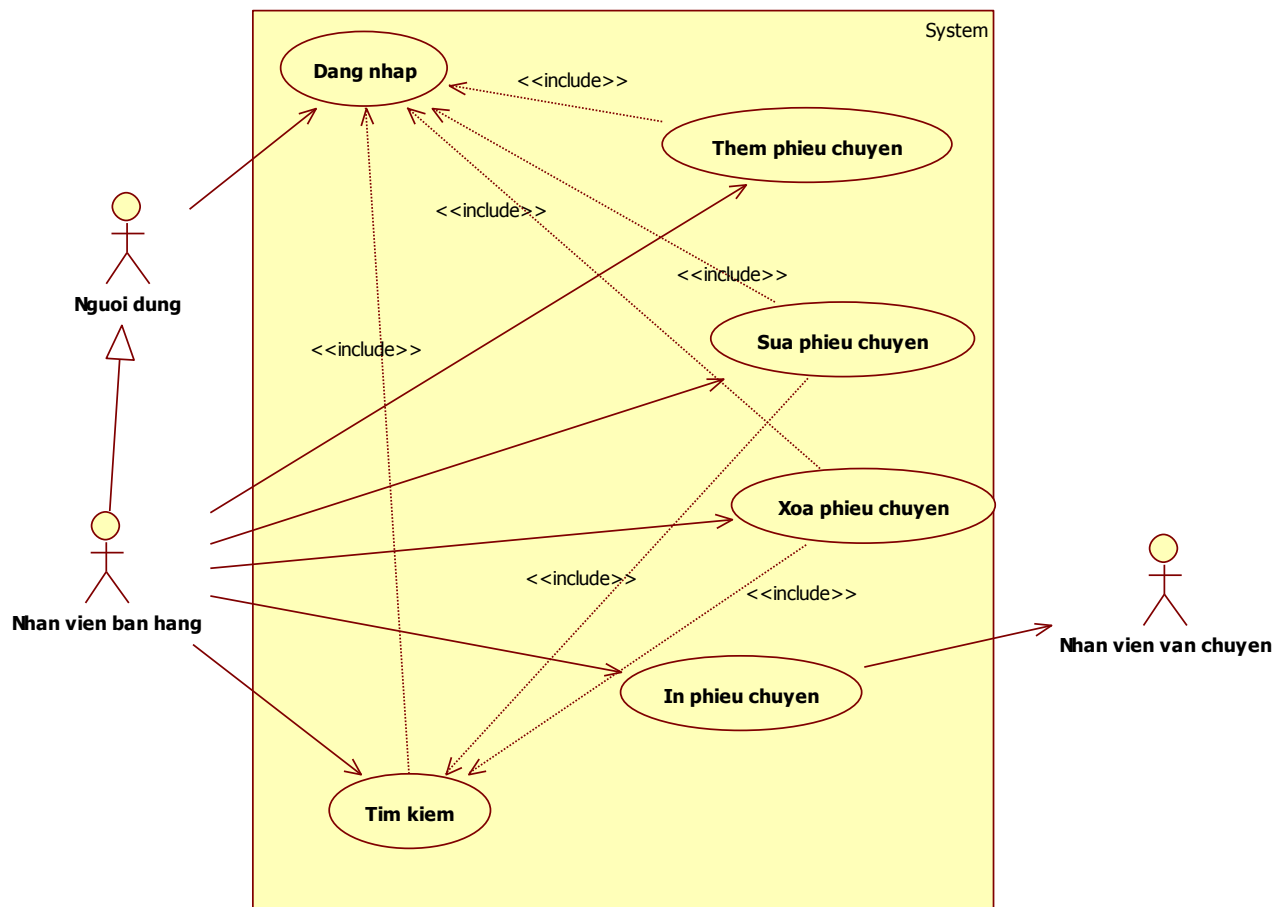 System
Dang nhap
<<include>>
Them phieu chuyen
<<include>>
<<include>>
Nguoi dung
<<include>>
Sua phieu chuyen
Xoa phieu chuyen
<<include>>
<<include>>
Nhan vien ban hang
Nhan vien van chuyen
In phieu chuyen
Tim kiem